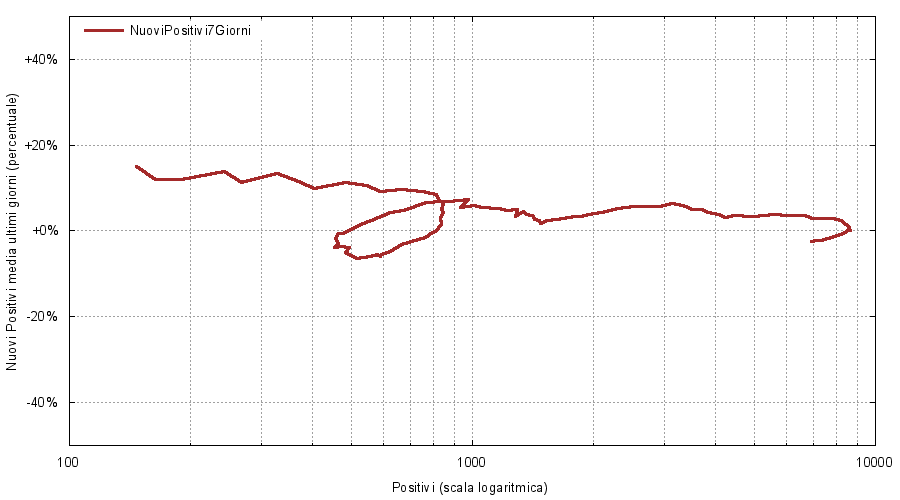 NuoviPositivi7Giorni
+40%
+20%
+0%
-20%
-40%
Nuovi Positivi media ultimi giorni (percentuale)
100
1000
10000
Positivi (scala logaritmica)